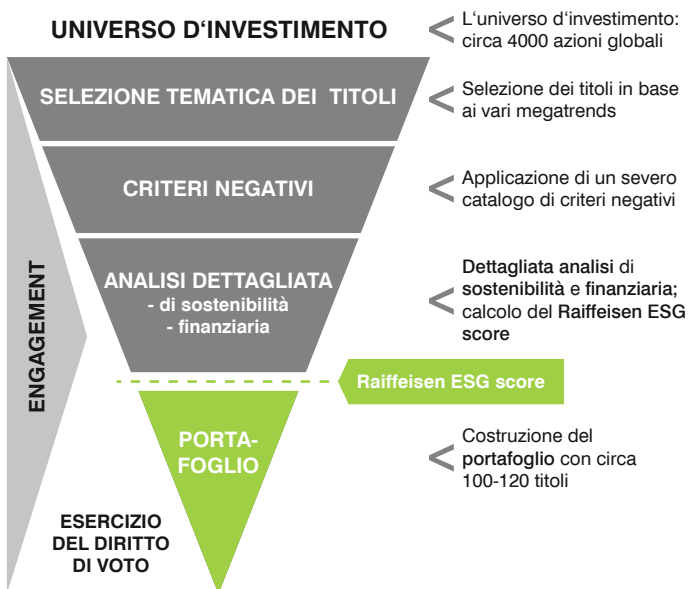 UNIVERSO D‘INVESTIMENTO
L‘universo d‘investimento:
circa 4000 azioni globali
SELEZIONE TEMATICA DEI TITOLI
Selezione dei titoli in base
ai vari megatrends
CRITERI NEGATIVI
Applicazione di un severo
catalogo di criteri negativi
ANALISI DETTAGLIATA
- di sostenibilità
- finanziaria
Dettagliata analisi di
sostenibilità e finanziaria;
calcolo del Raiffeisen ESG
score
ENGAGEMENT
Raiffeisen ESG score
PORTA-
FOGLIO
Costruzione del
portafoglio con circa
100-120 titoli
ESERCIZIO
DEL DIRITTO
DI VOTO